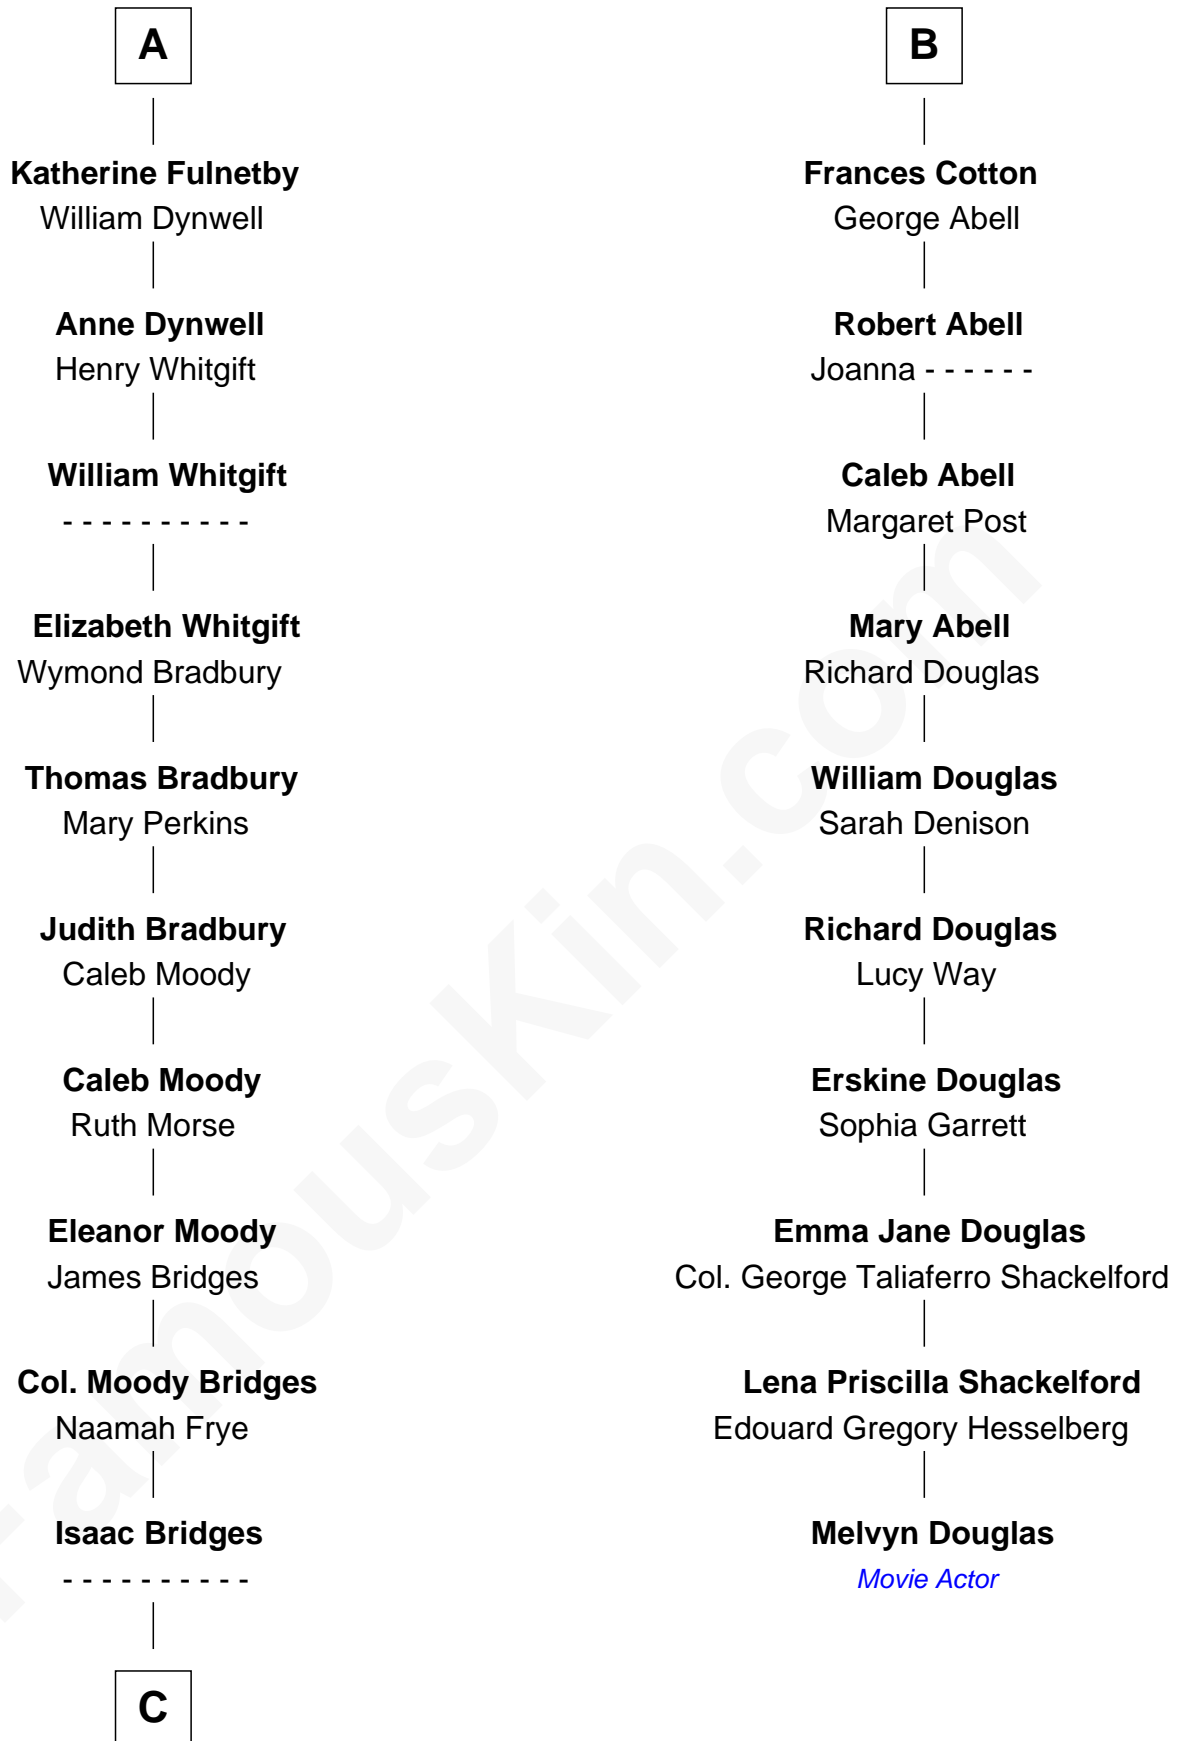 A
Katherine Fulnetby
William Dynwell
Anne Dynwell
Henry Whitgift
William Whitgift
- - - - - - - - - -
Elizabeth Whitgift
Wymond Bradbury
Thomas Bradbury
Mary Perkins
Judith Bradbury
Caleb Moody
Caleb Moody
Ruth Morse
Eleanor Moody
James Bridges
Col. Moody Bridges
Naamah Frye
Isaac Bridges
- - - - - - - - - -
C
B
Frances Cotton
George Abell
Robert Abell
Joanna - - - - - -
Caleb Abell
Margaret Post
Mary Abell
Richard Douglas
William Douglas
Sarah Denison
Richard Douglas
Lucy Way
Erskine Douglas
Sophia Garrett
Emma Jane Douglas
Col. George Taliaferro Shackelford
Lena Priscilla Shackelford
Edouard Gregory Hesselberg
Melvyn Douglas
Movie Actor
FamousKin.com